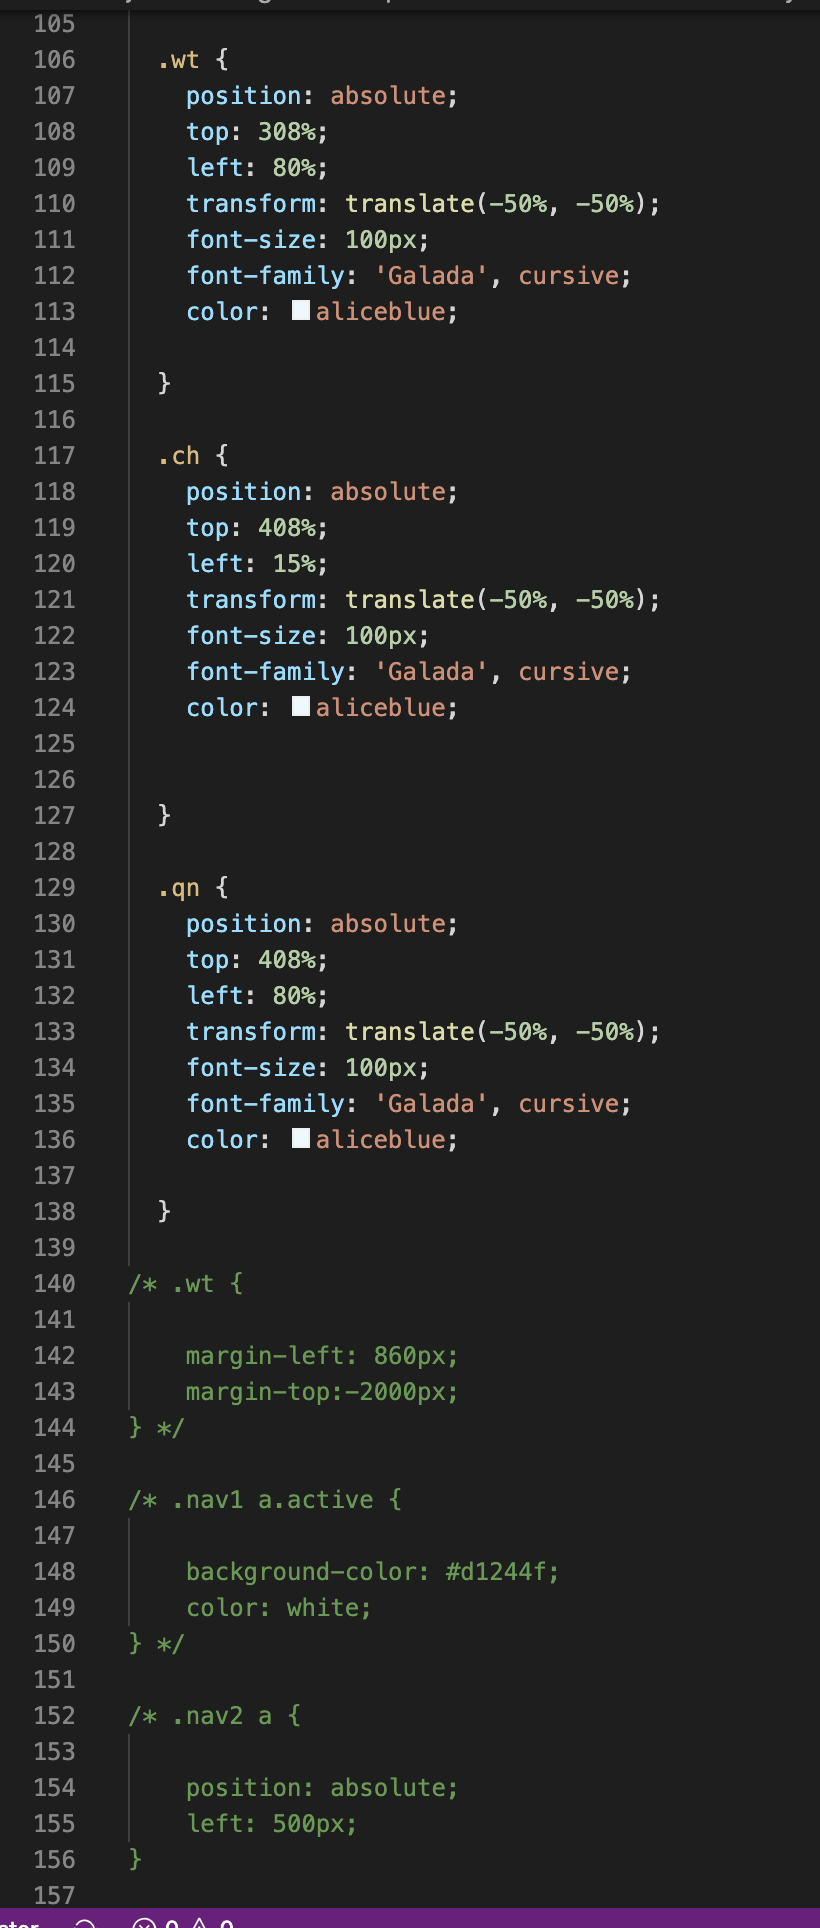 105
106 .wt {
107 position: absolute;
108 top: 308%;
109 left: 80%;
110 transform: translate(-50%, -50%);
111 font-size: 100px;
112 font-family: 'Galada', cursive;
113 color: aliceblue;
114
115 }
116
117 .ch {
118 position: absolute;
119 top: 408%;
120 left: 15%;
121 transform: translate(-50%, -50%);
122 font-size: 100px;
123 font-family: 'Galada', cursive;
124 color: aliceblue;
125
126
127 }
128
129 .qn {
130 position: absolute;
131 top: 408%;
132 left: 80%;
133 transform: translate(-50%, -50%);
134 font-size: 100px;
135 font-family: 'Galada', cursive;
136 color: aliceblue;
137
138 }
139
140 /* .wt {
141
142 margin-left: 860px;
143 margin-top:-2000px;
144 } */
145
146 /* .nav1 a.active {
147
148 background-color: #d1244f;
149 color: white;
150 } */
151
152 /* .nav2 a {
153
154 position: absolute;
155 left: 500px;
156 }
157